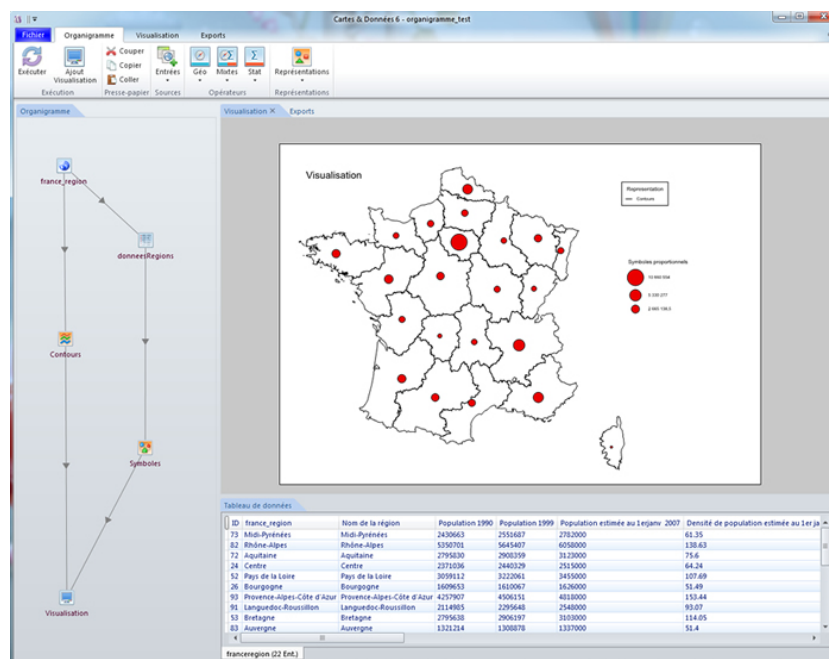 Cartes & Données 6 - organigramme_test
Fichier Organigramme Visualisation Exports
Exécuter
Ajout Visualisation
Couper
Copier
Coller
Entrées
Géo
Mixtes
Stat
Représentations
Exécution Presse-papier Sources Opérateurs Représentations
Organigramme
france_region
donneesRegions
Contours
Symboles
Visualisation
Visualisation Exports
Visualisation
Représentation
Contours
Symboles proportionnels
Tableau de données
ID france_region Nom de la région Population 1990 Population 1999 Population estimée au 1erjanv 2007 Densité de population estimée au 1er ja
73 Midi-Pyrénées Midi-Pyrénées 2430663 2551687 2782000 61.35
82 Rhône-Alpes Rhône-Alpes 5350701 5645407 6058000 138.63
72 Aquitaine Aquitaine 2795830 2908359 3123000 75.6
24 Centre Centre 2371036 2440329 2515000 64.24
52 Pays de la Loire Pays de la Loire 3059112 3222061 3455000 107.69
26 Bourgogne Bourgogne 1609653 1610067 1626000 51.49
93 Provence-Alpes-Côte d'Azur Provence-Alpes-Côte d'Azur 4257907 4506151 4818000 153.44
91 Languedoc-Roussillon Languedoc-Roussillon 2114985 2295648 2548000 93.07
53 Bretagne Bretagne 2795638 2906197 3103000 114.05
83 Auvergne Auvergne 1321214 1308878 1337000 51.4
franceregion (22 Ent.)